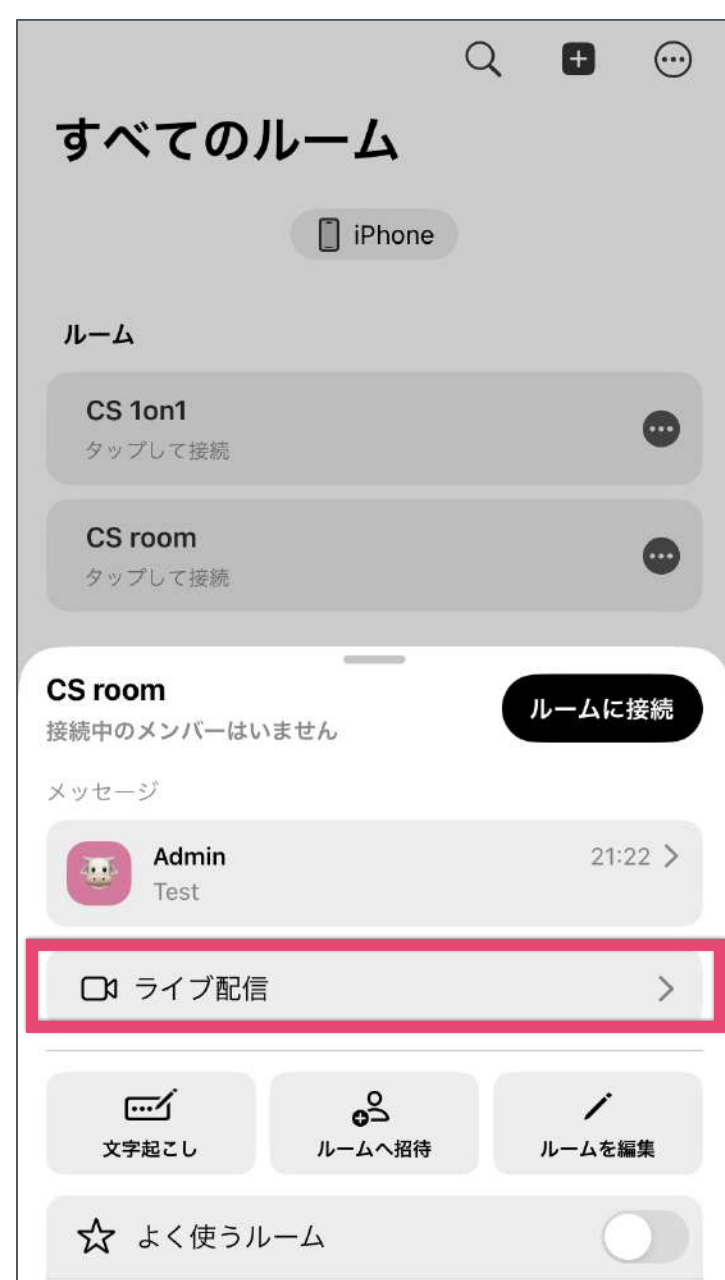 すべてのルーム
iPhone
ルーム
CS 1on1
タップして接続
CS room
タップして接続
CS room
ルームに接続
接続中のメンバーはいません
メッセージ
Admin
21:22
Test
ライブ配信
文字起こし
ルームへ招待
ルームを編集
よく使うルーム